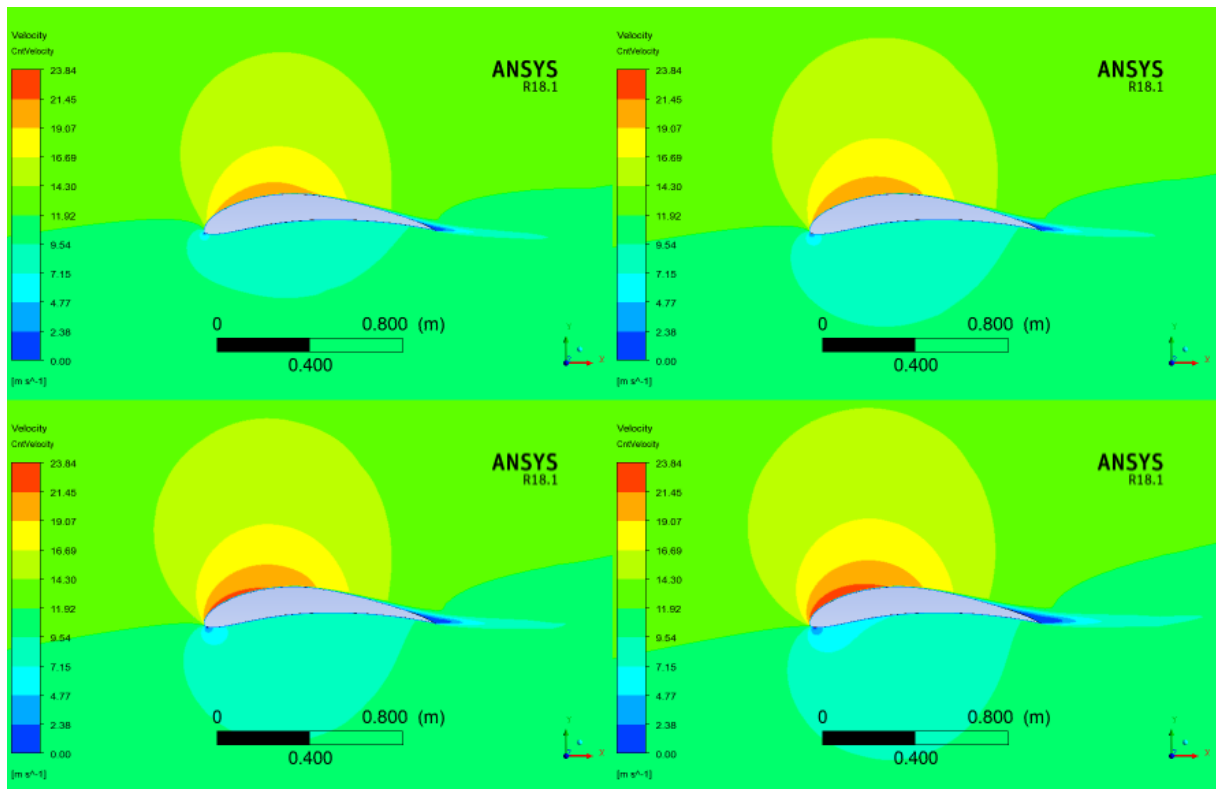 Velocity
CntVelocity
23.84
21.45
19.07
16.69
14.30
11.92
9.54
7.15
4.77
2.38
0.00
[m s^-1]
ANSYS
R18.1
0 0.800 (m)
0.400
Y
X
Velocity
CntVelocity
23.84
21.45
19.07
16.69
14.30
11.92
9.54
7.15
4.77
2.38
0.00
[m s^-1]
ANSYS
R18.1
0 0.800 (m)
0.400
Y
X
Velocity
CntVelocity
23.84
21.45
19.07
16.69
14.30
11.92
9.54
7.15
4.77
2.38
0.00
[m s^-1]
ANSYS
R18.1
0 0.800 (m)
0.400
Y
X
Velocity
CntVelocity
23.84
21.45
19.07
16.69
14.30
11.92
9.54
7.15
4.77
2.38
0.00
[m s^-1]
ANSYS
R18.1
0 0.800 (m)
0.400
Y
X